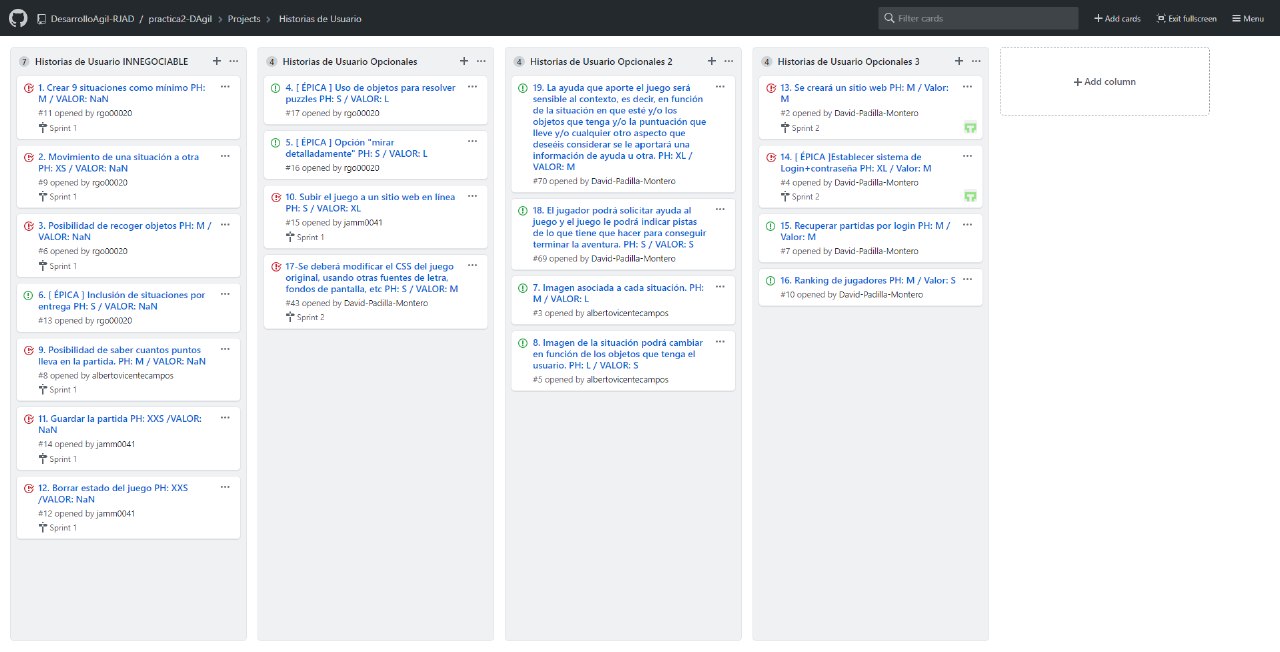 DesarrolloAgil-RJAD / practica2-DAgil > Projects > Historias de Usuario
Filter cards
Add cards
Exit fullscreen
Menu
7 Historias de Usuario INNEGOCIABLE
1. Crear 9 situaciones como mínimo PH:
M / VALOR: NaN
#11 opened by rgo00020
Sprint 1
2. Movimiento de una situación a otra
PH: XS / VALOR: NaN
#9 opened by rgo00020
Sprint 1
3. Posibilidad de recoger objetos PH: M /
VALOR: NaN
#6 opened by rgo00020
Sprint 1
6. [ ÉPICA ] Inclusión de situaciones por
entrega PH: S / VALOR: NaN
#13 opened by rgo00020
9. Posibilidad de saber cuantos puntos
lleva en la partida. PH: M / VALOR: NaN
#8 opened by albertovicentecampos
Sprint 1
11. Guardar la partida PH: XXS /VALOR:
NaN
#14 opened by jamm0041
Sprint 1
12. Borrar estado del juego PH: XXS
/VALOR: NaN
#12 opened by jamm0041
Sprint 1
4 Historias de Usuario Opcionales
4. [ ÉPICA ] Uso de objetos para resolver
puzzles PH: S / VALOR: L
#17 opened by rgo00020
5. [ ÉPICA ] Opción "mirar
detalladamente" PH: S / VALOR: L
#16 opened by rgo00020
10. Subir el juego a un sitio web en línea
PH: S / VALOR: XL
#15 opened by jamm0041
Sprint 1
17-Se deberá modificar el CSS del juego
original, usando otras fuentes de letra,
fondos de pantalla, etc PH: S / VALOR: M
#43 opened by David-Padilla-Montero
Sprint 2
4 Historias de Usuario Opcionales 2
19. La ayuda que aporte el juego será
sensible al contexto, es decir, en función
de la situación en que esté y/o los
objetos que tenga y/o la puntuación que
lleve y/o cualquier otro aspecto que
deseéis considerar se le aportará una
información de ayuda u otra. PH: XL /
VALOR: M
#70 opened by David-Padilla-Montero
18. El jugador podrá solicitar ayuda al
juego y el juego le podrá indicar pistas
de lo que tiene que hacer para conseguir
terminar la aventura. PH: S / VALOR: S
#69 opened by David-Padilla-Montero
7. Imagen asociada a cada situación. PH:
M / VALOR: L
#3 opened by albertovicentecampos
8. Imagen de la situación podrá cambiar
en función de los objetos que tenga el
usuario. PH: L / VALOR: S
#5 opened by albertovicentecampos
4 Historias de Usuario Opcionales 3
13. Se creará un sitio web PH: M / Valor:
M
#2 opened by David-Padilla-Montero
Sprint 2
14. [ ÉPICA ]Establecer sistema de
Login+contraseña PH: XL / Valor: M
#4 opened by David-Padilla-Montero
Sprint 2
15. Recuperar partidas por login PH: M /
Valor: M
#7 opened by David-Padilla-Montero
16. Ranking de jugadores PH: M / Valor: S
#10 opened by David-Padilla-Montero
Add column